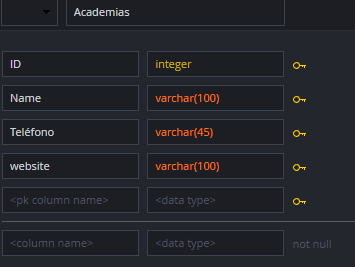 Academias
ID integer
Name varchar(100)
Teléfono varchar(45)
website varchar(100)
<pk column name> <data type>
<column name> <data type> not null